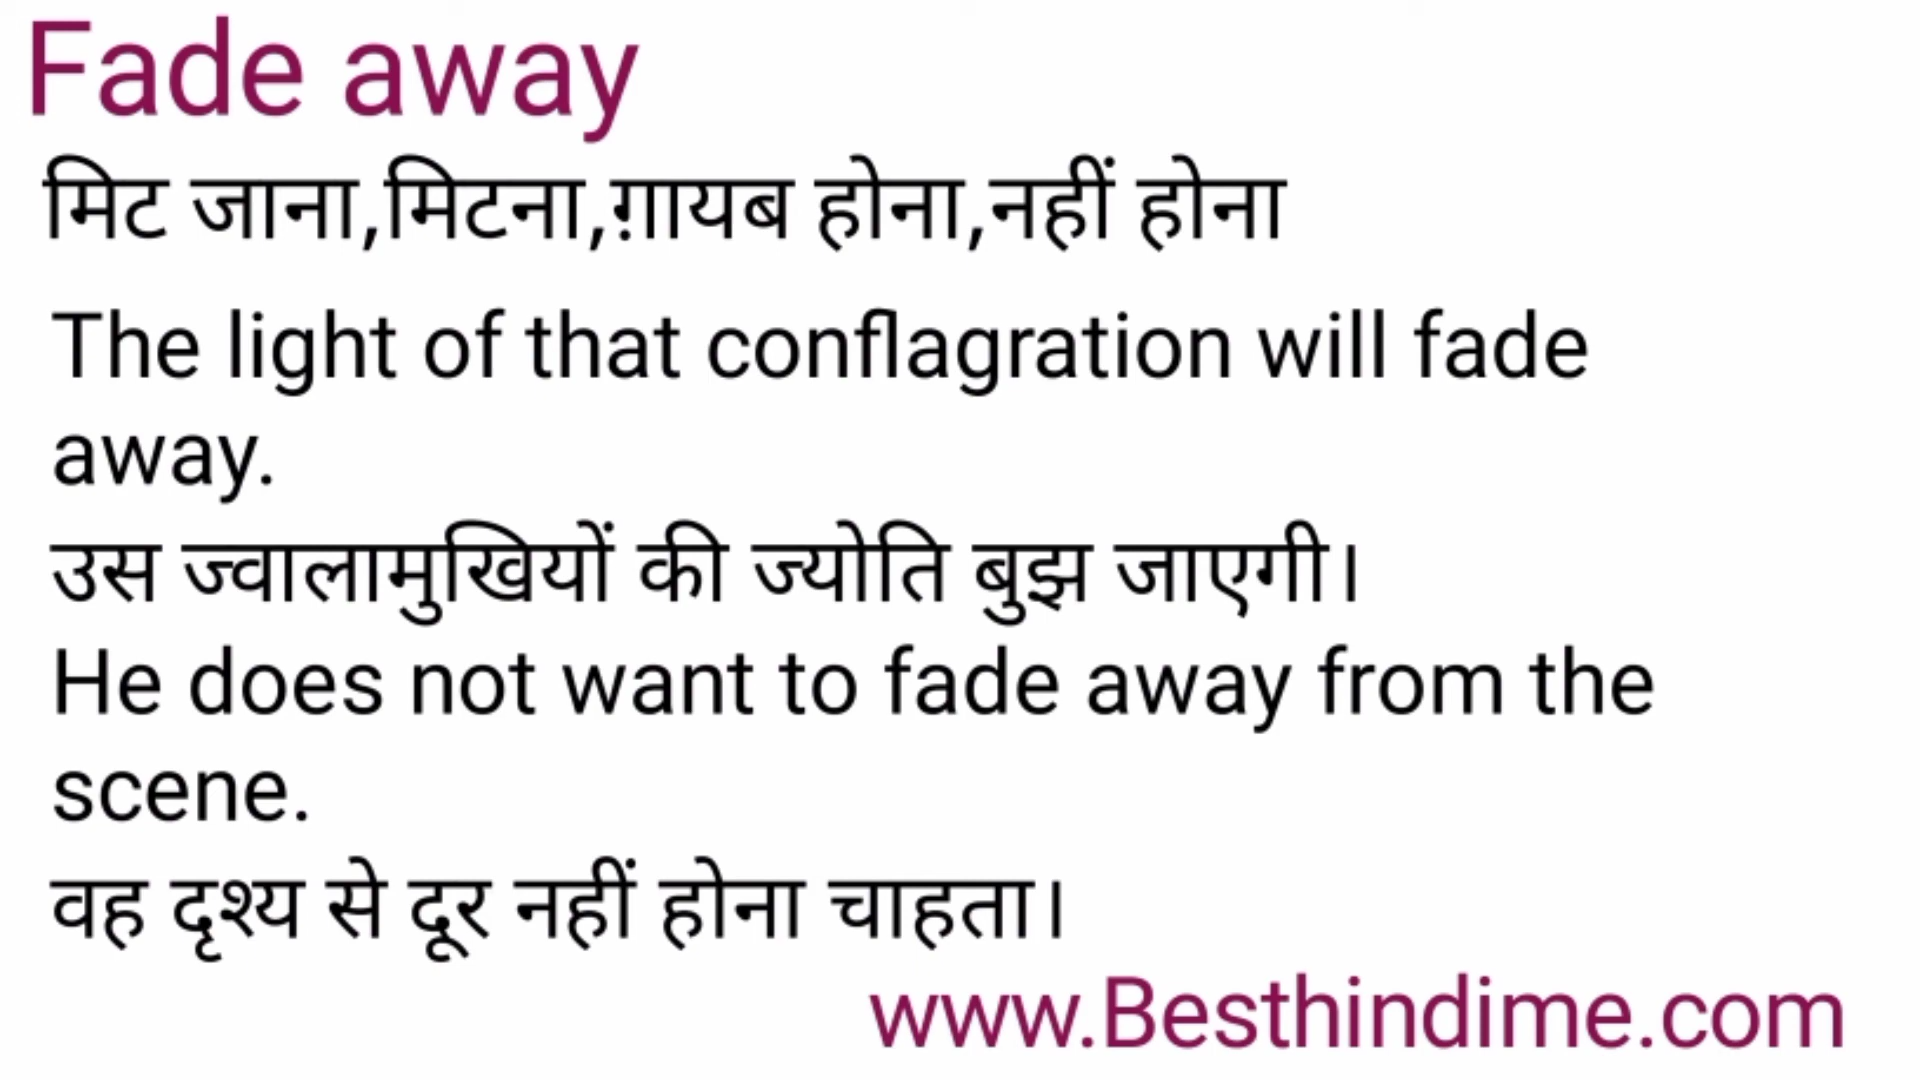 Fade away
मिट जाना,मिटना,ग़ायब होना,नहीं होना
The light of that conflagration will fade
away.
उस ज्वालामुखियों की ज्योति बुझ जाएगी।
He does not want to fade away from the
scene.
वह दृश्य से दूर नहीं होना चाहता।
www.Besthindime.com